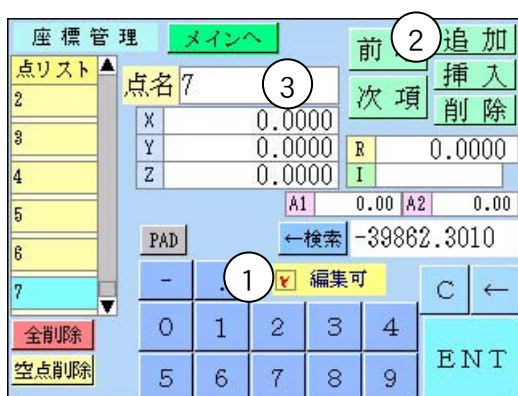 座標管理
メインへ
前
②
追加
点リスト
点名 7
③
挿入
次項
削除
2
X 0.0000
3
Y 0.0000
R 0.0000
4
Z 0.0000
I
5
A1 0.00 A2 0.00
6
PAD
←検索 -39862.3010
7
-
.
①
編集可
C
←
全削除
0 1 2 3 4
空点削除
5 6 7 8 9
ENT